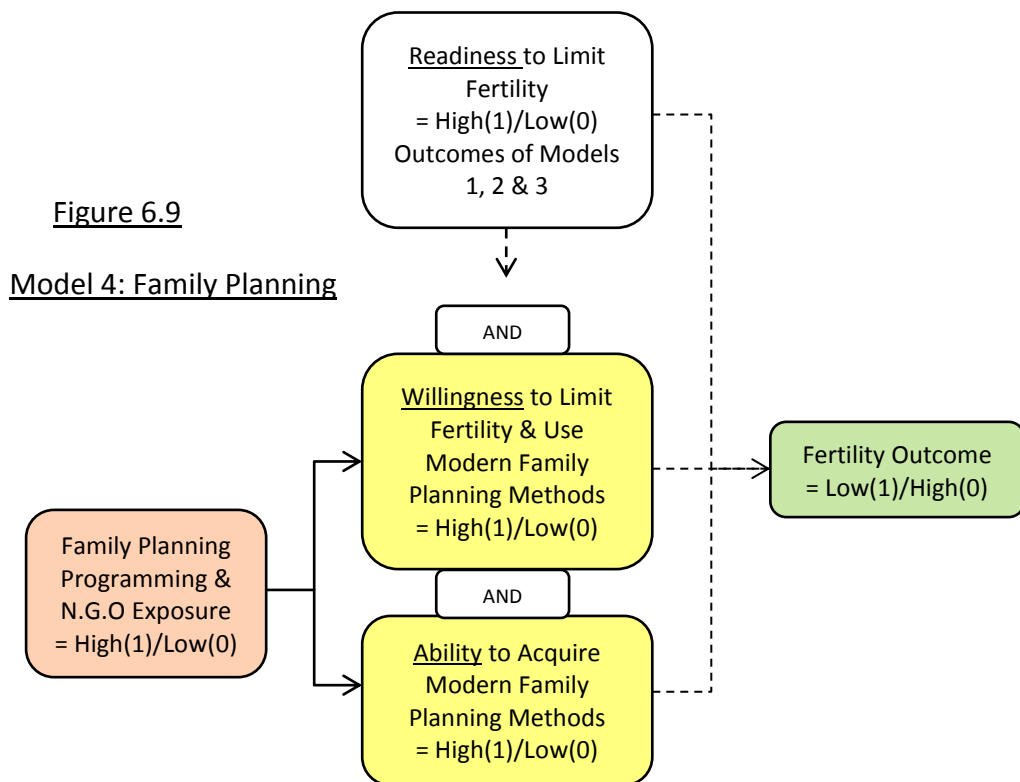 Readiness to Limit
Fertility
= High(1)/Low(0)
Outcomes of Models
1, 2 & 3
Figure 6.9
Model 4: Family Planning
AND
Willingness to Limit
Fertility & Use
Modern Family
Planning Methods
= High(1)/Low(0)
Fertility Outcome
= Low(1)/High(0)
Family Planning
Programming &
N.G.O Exposure
= High(1)/Low(0)
AND
Ability to Acquire
Modern Family
Planning Methods
= High(1)/Low(0)